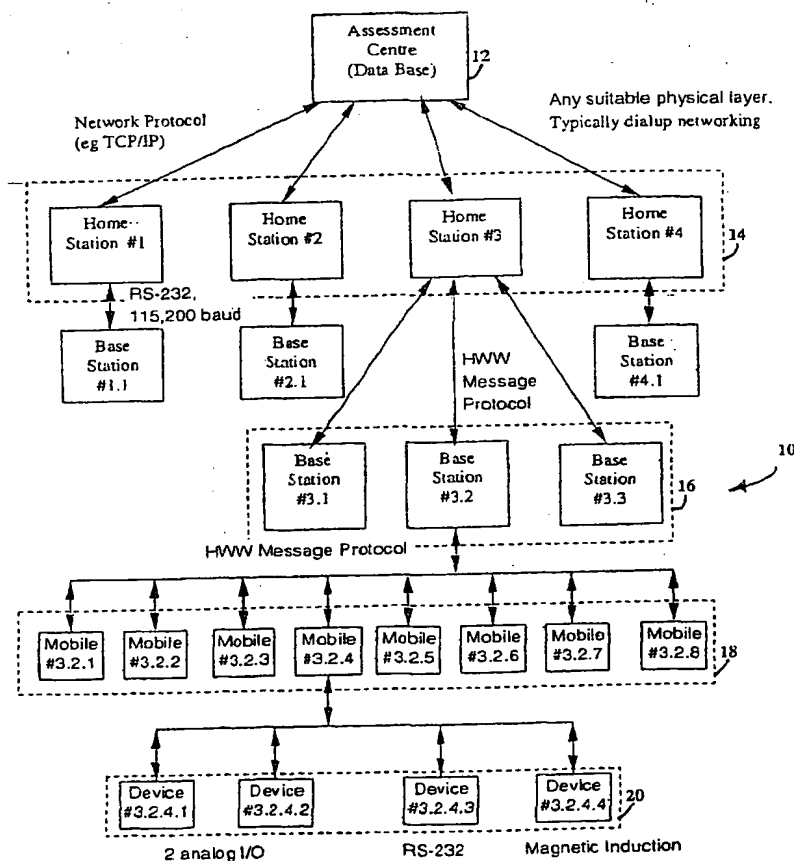 Assessment
Centre
(Data Base)
12
Network Protocol
(eg TCP/IP)
Any suitable physical layer.
Typically dialup networking
Home
Station #1
Home
Station #2
Home
Station #3
Home
Station #4
14
RS-232,
115,200 baud
Base
Station
#1.1
Base
Station
#2.1
HWW
Message
Protocol
Base
Station
#4.1
Base
Station
#3.1
Base
Station
#3.2
Base
Station
#3.3
16
10
HWW Message Protocol
Mobile
#3.2.1
Mobile
#3.2.2
Mobile
#3.2.3
Mobile
#3.2.4
Mobile
#3.2.5
Mobile
#3.2.6
Mobile
#3.2.7
Mobile
#3.2.8
18
Device
#3.2.4.1
Device
#3.2.4.2
Device
#3.2.4.3
Device
#3.2.4.4
20
2 analog I/O
RS-232
Magnetic Induction